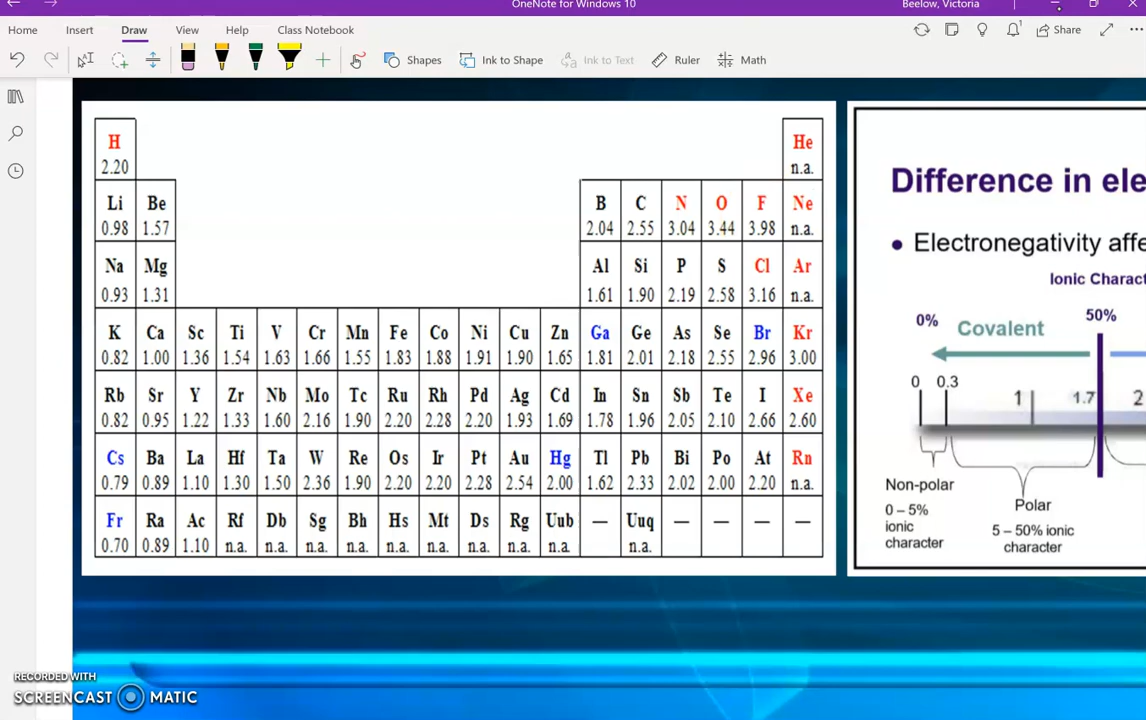 OneNote for Windows 10
Beelow, Victoria
Home Insert Draw View Help Class Notebook
Share
Shapes Ink to Shape Ink to Text Ruler Math
H He
2.20 n.a.
Li Be B C N O F Ne
0.98 1.57 2.04 2.55 3.04 3.44 3.98 n.a.
Na Mg Al Si P S Cl Ar
0.93 1.31 1.61 1.90 2.19 2.58 3.16 n.a.
K Ca Sc Ti V Cr Mn Fe Co Ni Cu Zn Ga Ge As Se Br Kr
0.82 1.00 1.36 1.54 1.63 1.66 1.55 1.83 1.88 1.91 1.90 1.65 1.81 2.01 2.18 2.55 2.96 3.00
Rb Sr Y Zr Nb Mo Tc Ru Rh Pd Ag Cd In Sn Sb Te I Xe
0.82 0.95 1.22 1.33 1.60 2.16 1.90 2.20 2.28 2.20 1.93 1.69 1.78 1.96 2.05 2.10 2.66 2.60
Cs Ba La Hf Ta W Re Os Ir Pt Au Hg Tl Pb Bi Po At Rn
0.79 0.89 1.10 1.30 1.50 2.36 1.90 2.20 2.20 2.28 2.54 2.00 1.62 2.33 2.02 2.00 2.20 n.a.
Fr Ra Ac Rf Db Sg Bh Hs Mt Ds Rg Uub — Uuq — — — —
0.70 0.89 1.10 n.a. n.a. n.a. n.a. n.a. n.a. n.a. n.a. n.a. n.a.
Difference in ele
• Electronegativity affe
Ionic Charact
0% 50%
Covalent
0 0.3 1 1.7 2
Non-polar
0 – 5%
ionic
character
Polar
5 – 50% ionic
character
RECORDED WITH
SCREENCAST MATIC